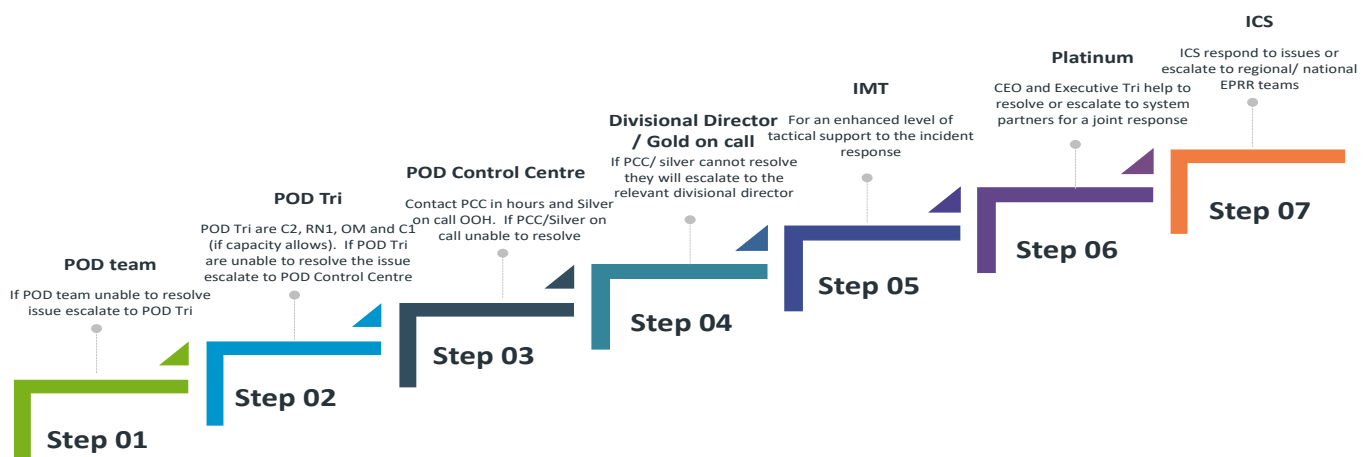 POD team
If POD team unable to resolve
issue escalate to POD Tri
Step 01
POD Tri
POD Tri are C2, RN1, OM and C1
(if capacity allows).  If POD Tri
are unable to resolve the issue
escalate to POD Control Centre
Step 02
POD Control Centre
Contact PCC in hours and Silver
on call OOH.  If PCC/Silver on
call unable to resolve
Step 03
Divisional Director
/ Gold on call
If PCC/ silver cannot resolve
they will escalate to the
relevant divisional director
Step 04
IMT
For an enhanced level of
tactical support to the incident
response
Step 05
Platinum
CEO and Executive Tri help to
resolve or escalate to system
partners for a joint response
Step 06
ICS
ICS respond to issues or
escalate to regional/ national
EPRR teams
Step 07